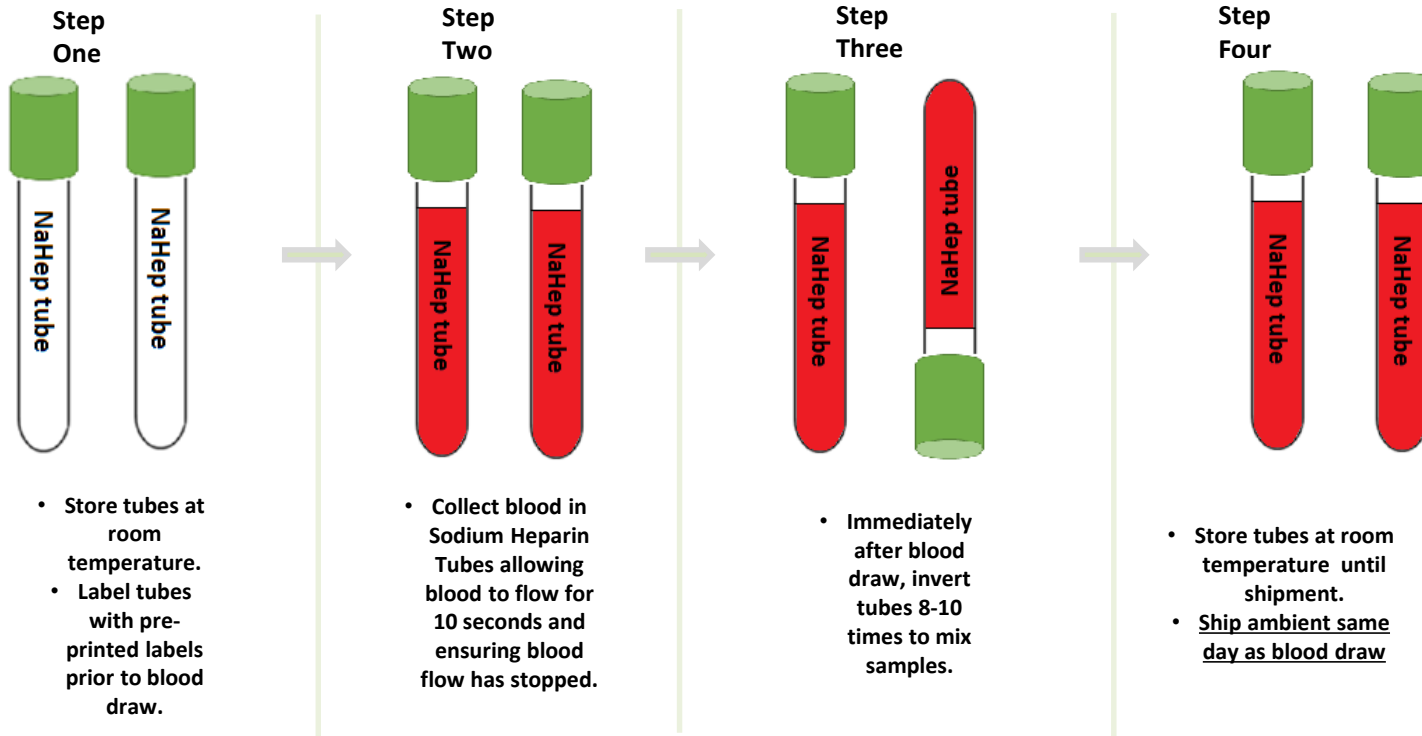 Step
One
NaHep tube
NaHep tube
• Store tubes at
room
temperature.
• Label tubes
with pre-
printed labels
prior to blood
draw.
Step
Two
NaHep tube
NaHep tube
• Collect blood in
Sodium Heparin
Tubes allowing
blood to flow for
10 seconds and
ensuring blood
flow has stopped.
Step
Three
NaHep tube
NaHep tube
• Immediately
after blood
draw, invert
tubes 8-10
times to mix
samples.
Step
Four
NaHep tube
NaHep tube
• Store tubes at room
temperature until
shipment.
• Ship ambient same
day as blood draw